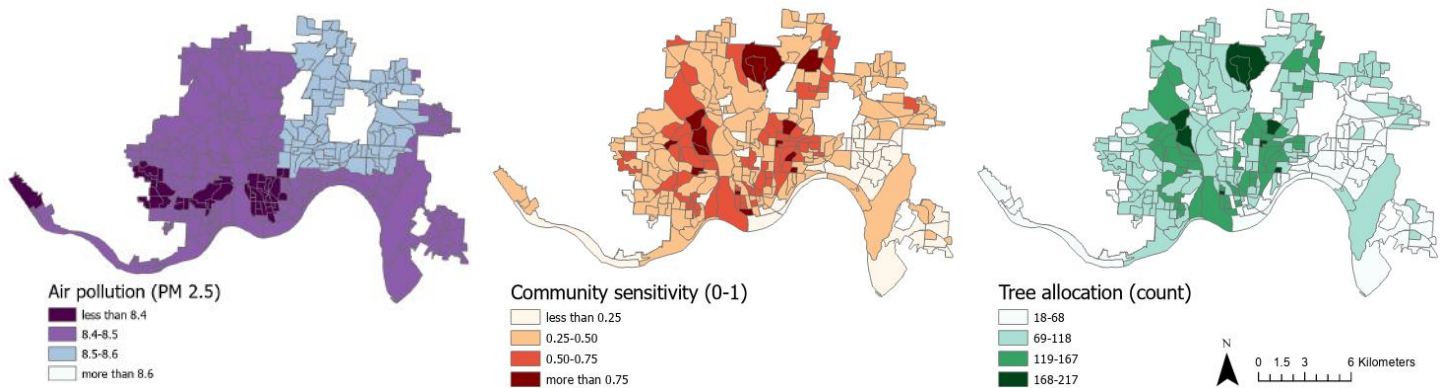 Air pollution (PM 2.5)
less than 8.4
8.4-8.5
8.5-8.6
more than 8.6
Community sensitivity (0-1)
less than 0.25
0.25-0.50
0.50-0.75
more than 0.75
Tree allocation (count)
18-68
69-118
119-167
168-217
N
0 1.5 3 6 Kilometers